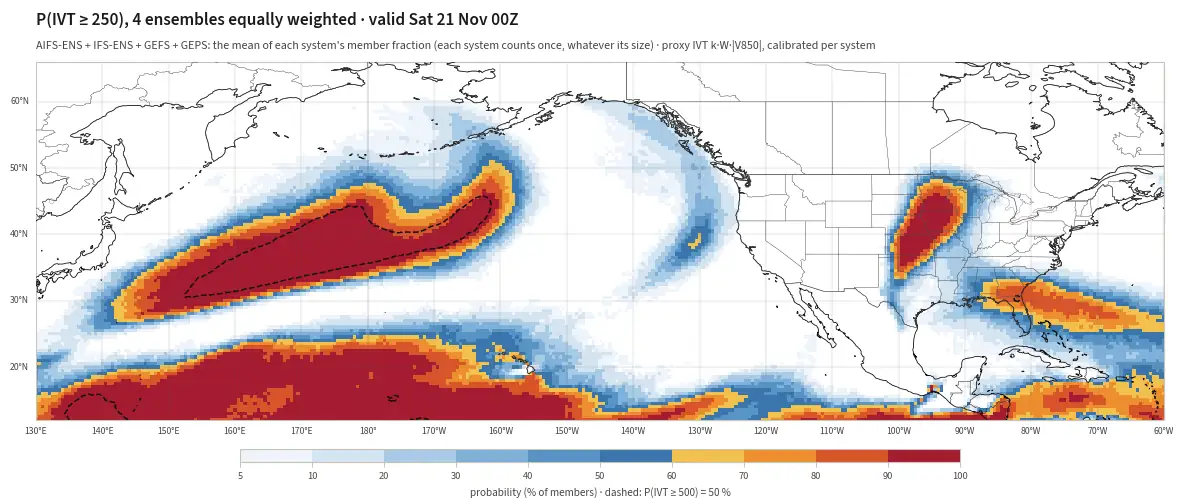 P(IVT ≥ 250), 4 ensembles equally weighted · valid Sat 21 Nov 00Z
AIFS-ENS + IFS-ENS + GEFS + GEPS: the mean of each system's member fraction (each system counts once, whatever its size) · proxy IVT k·W·|V850|, calibrated per system
60°N
50°N
40°N
30°N
20°N
130°E 140°E 150°E 160°E 170°E 180° 170°W 160°W 150°W 140°W 130°W 120°W 110°W 100°W 90°W 80°W 70°W 60°W
5 10 20 30 40 50 60 70 80 90 100
probability (% of members) · dashed: P(IVT ≥ 500) = 50 %